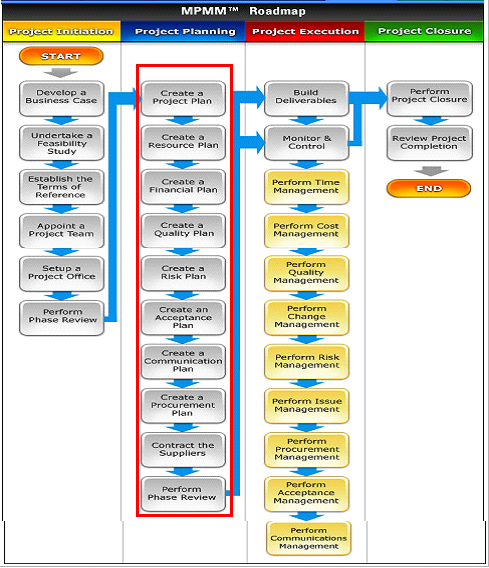 MPMM™ Roadmap
Project Initiation
Project Planning
Project Execution
Project Closure
START
Develop a
Business Case
Undertake a
Feasibility
Study
Establish the
Terms of
Reference
Appoint a
Project Team
Setup a
Project Office
Perform
Phase Review
Create a
Project Plan
Create a
Resource Plan
Create a
Financial Plan
Create a
Quality Plan
Create a
Risk Plan
Create an
Acceptance
Plan
Create a
Communication
Plan
Create a
Procurement
Plan
Contract the
Suppliers
Perform
Phase Review
Build
Deliverables
Monitor &
Control
Perform Time
Management
Perform Cost
Management
Perform
Quality
Management
Perform
Change
Management
Perform Risk
Management
Perform Issue
Management
Perform
Procurement
Management
Perform
Acceptance
Management
Perform
Communications
Management
Perform
Project Closure
Review Project
Completion
END